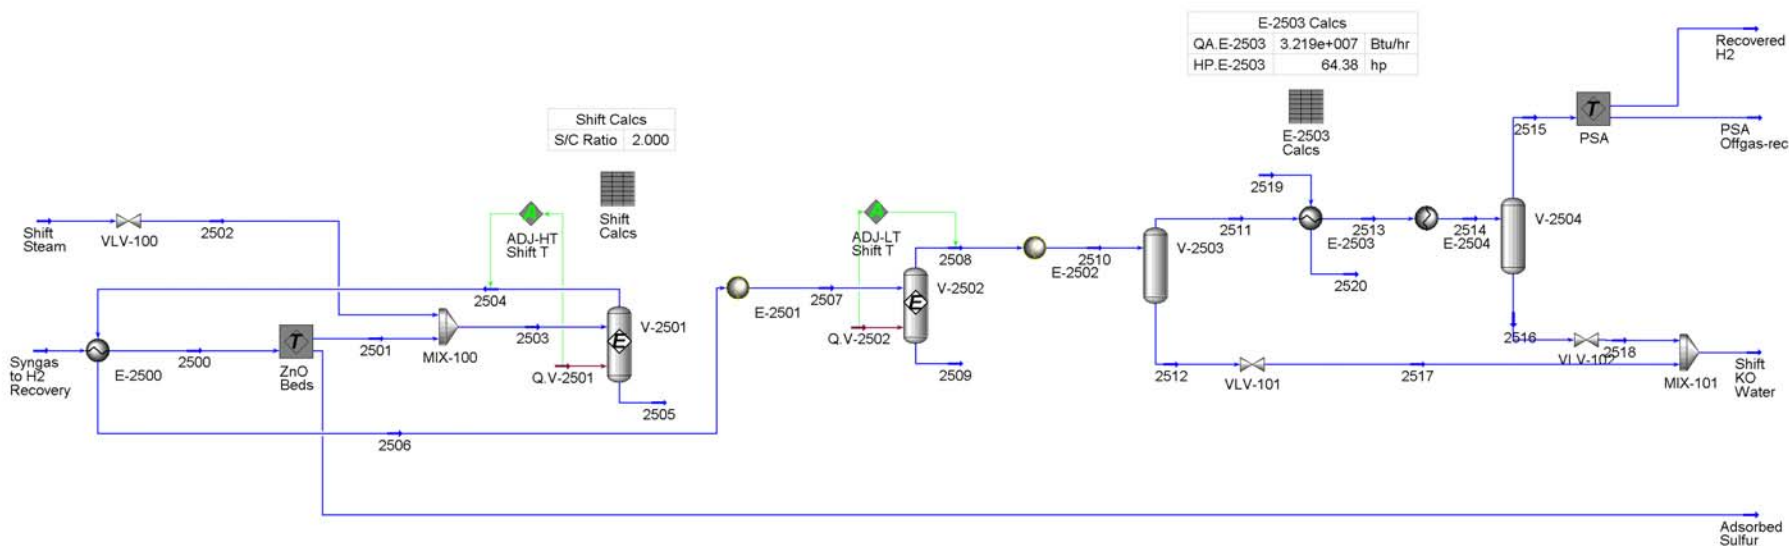 E-2503 Calcs
QA.E-2503 3.219e+007 Btu/hr
HP.E-2503 64.38 hp
Recovered
H2
Shift Calcs
S/C Ratio 2.000
E-2503
Calcs
2515
T
PSA
PSA
Offgas-rec
Shift
Steam
VLV-100
2502
A
ADJ-HT
Shift T
Shift
Calcs
A
ADJ-LT
Shift T
2519
2511
E-2503
2513
E-2504
2514
V-2504
2508
E-2502
2510
V-2503
2520
2504
E-2501
2507
V-2502
E
Q.V-2502
2509
V-2501
E
MIX-100
2503
Syngas
to H2
Recovery
E-2500
2500
T
ZnO
Beds
2501
Q.V-2501
2505
2506
2512
VLV-101
2517
2516
VLV-102
2518
MIX-101
Shift
KO
Water
Adsorbed
Sulfur